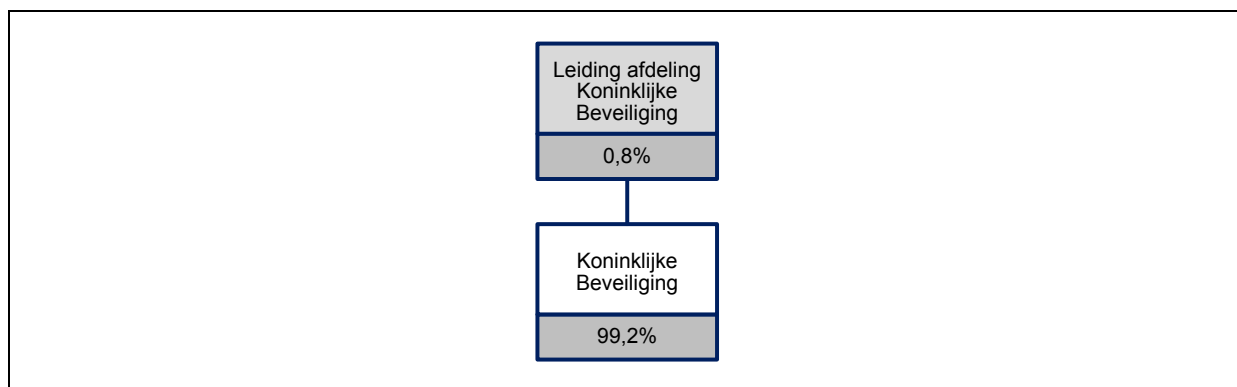 Leiding afdeling
Koninklijke
Beveiliging
0,8%
Koninklijke
Beveiliging
99,2%